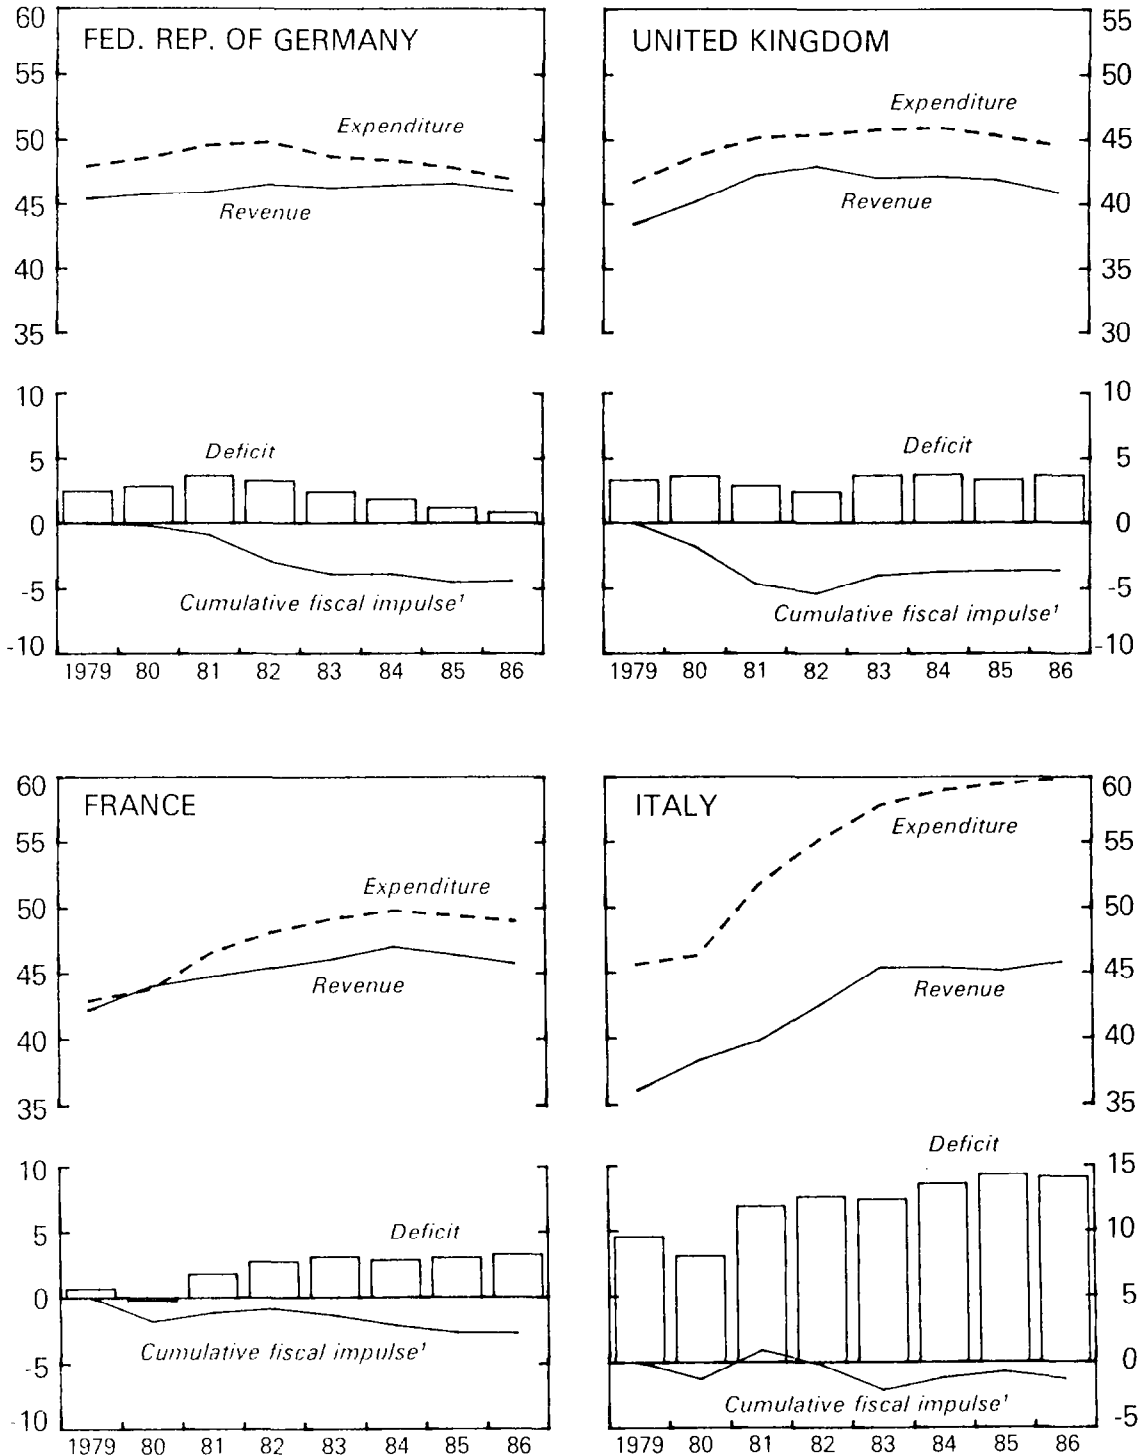 60
FED. REP. OF GERMANY
55
Expenditure
50
45
Revenue
40
35
10
Deficit
5
0
-5
Cumulative fiscal impulse¹
-10
1979 80 81 82 83 84 85 86
UNITED KINGDOM
55
50
Expenditure
45
40
Revenue
35
30
10
Deficit
5
0
-5
Cumulative fiscal impulse¹
-10
1979 80 81 82 83 84 85 86
60
FRANCE
55
Expenditure
50
45
Revenue
40
35
10
Deficit
5
0
Cumulative fiscal impulse¹
-5
-10
1979 80 81 82 83 84 85 86
ITALY
60
Expenditure
55
50
45
Revenue
40
35
Deficit
15
10
5
0
Cumulative fiscal impulse¹
-5
1979 80 81 82 83 84 85 86